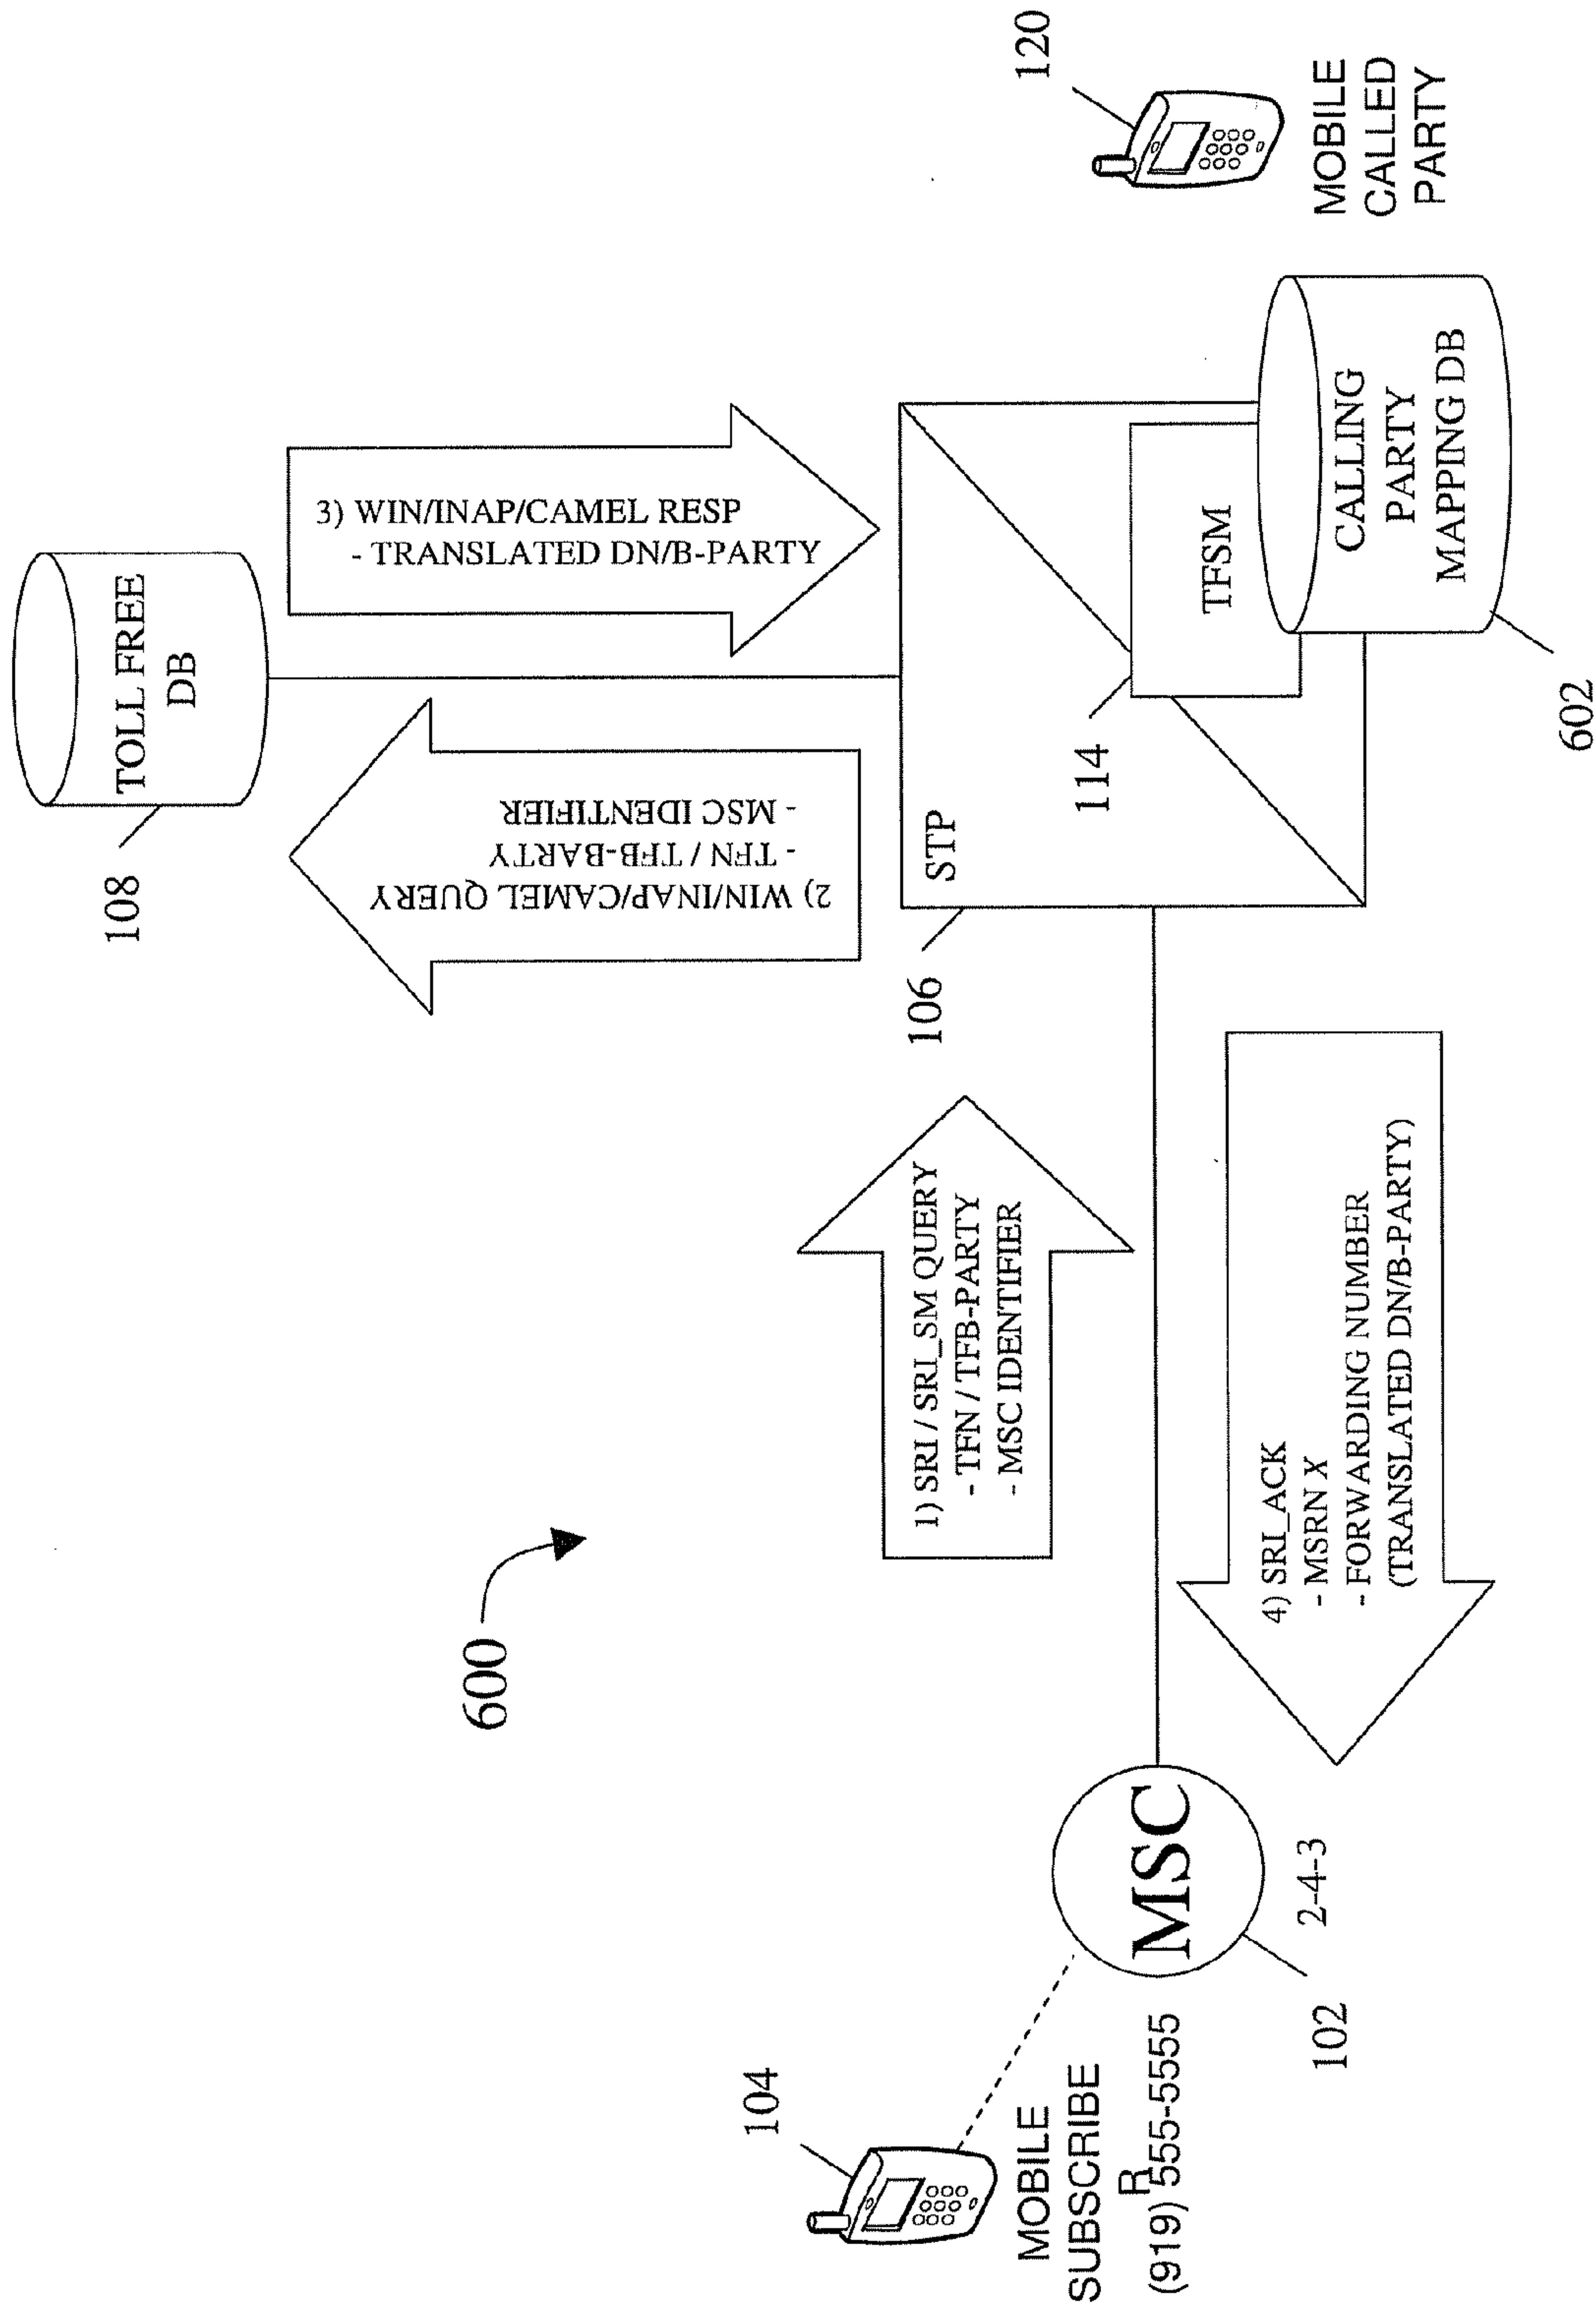 600
TOLL FREE
DB
108
2) WIN/INAP/CAMEL QUERY
- TFN / TFB-PARTY
- MSC IDENTIFIER
3) WIN/INAP/CAMEL RESP
- TRANSLATED DN/B-PARTY
104
MOBILE
SUBSCRIBE
R
(919) 555-5555
MSC
2-4-3
102
1) SRI / SRI_SM QUERY
- TFN / TFB-PARTY
- MSC IDENTIFIER
4) SRI_ACK
- MSRN X
- FORWARDING NUMBER
(TRANSLATED DN/B-PARTY)
106
STP
114
TFSM
CALLING
PARTY
MAPPING DB
602
120
MOBILE
CALLED
PARTY